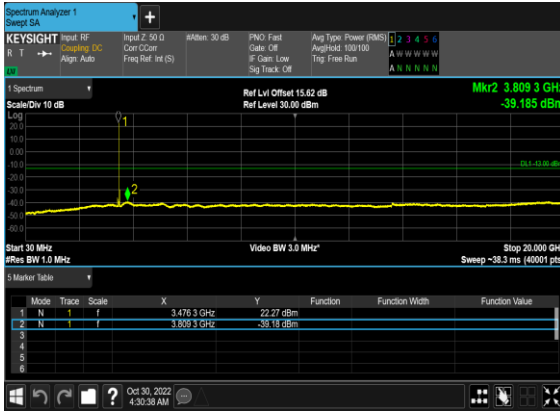 Spectrum Analyzer 1
Swept SA
+
KEYSIGHT Input: RF Input Z: 50 Ω #Atten: 30 dB PNO: Fast Avg Type: Power (RMS) 1 2 3 4 5 6
R T Coupling: DC Corr CCorr Gate: Off Avg|Hold: 100/100 A W W W W W
Align: Auto Freq Ref: Int (S) IF Gain: Low Trig: Free Run
Sig Track: Off A N N N N N
1 Spectrum Ref Lvl Offset 15.62 dB Mkr2 3.809 3 GHz
Scale/Div 10 dB Ref Level 30.00 dBm -39.185 dBm
Log
20.0
10.0
0.00
-10.0
-20.0
-30.0
-40.0
-50.0
-60.0
1
2
DL1 -13.00 dBm
Start 30 MHz Video BW 3.0 MHz* Stop 20.000 GHz
#Res BW 1.0 MHz Sweep ~38.3 ms (40001 pts)
5 Marker Table
Mode Trace Scale X Y Function Function Width Function Value
1 N 1 f 3.476 3 GHz 22.27 dBm
2 N 1 f 3.809 3 GHz -39.18 dBm
3
4
5
6
? Oct 30, 2022
4:30:38 AM